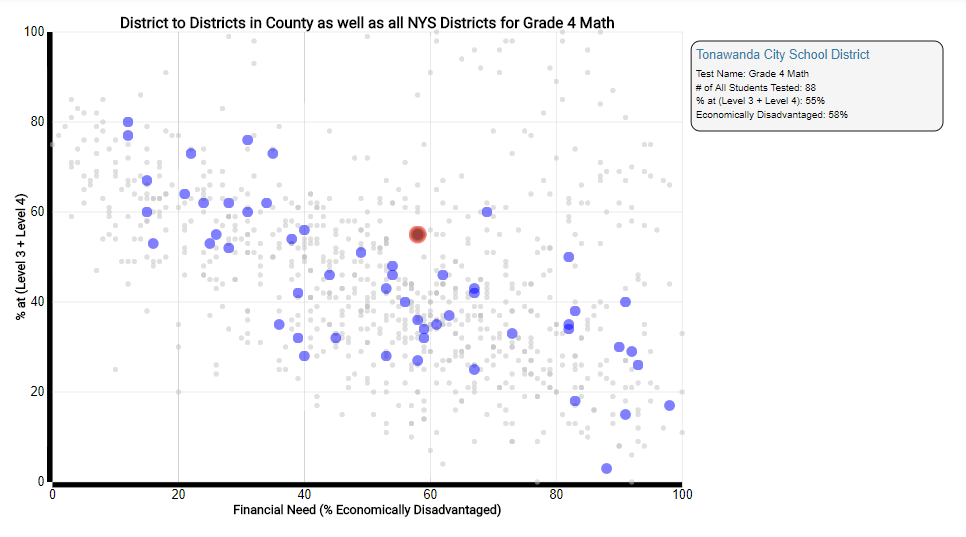 District to Districts in County as well as all NYS Districts for Grade 4 Math
100
80
60
40
20
0
% at (Level 3 + Level 4)
0 20 40 60 80 100
Financial Need (% Economically Disadvantaged)
Tonawanda City School District
Test Name: Grade 4 Math
# of All Students Tested: 88
% at (Level 3 + Level 4): 55%
Economically Disadvantaged: 58%